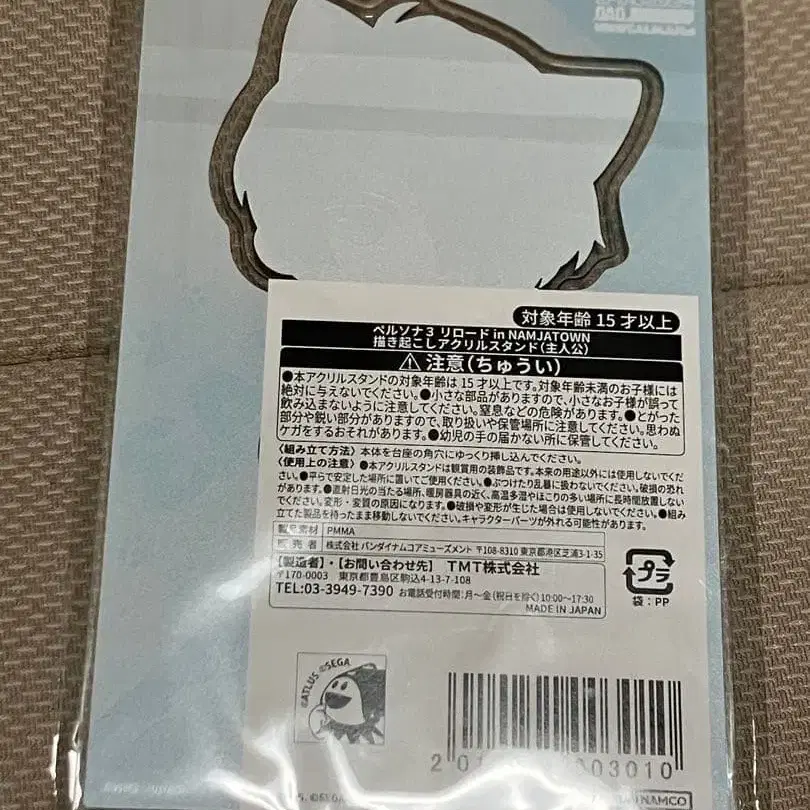 対象年齢 15 才以上
ペルソナ3 リロード in NAMJATOWN
描き起こしアクリルスタンド(主人公)
⚠ 注意(ちゅうい)
●本アクリルスタンドの対象年齢は 15 才以上です。対象年齢未満のお子様には
絶対に与えないでください。●小さな部品がありますので、小さなお子様が誤って
飲み込まないように注意してください。窒息などの危険があります。●とがった
部分や鋭い部分がありますので、取り扱いや保管場所に注意してください。思わぬ
ケガをするおそれがあります。●幼児の手の届かない所に保管してください。
〈組み立て方法〉本体を台座の角穴にゆっくり挿し込んでください。
〈使用上の注意〉●本アクリルスタンドは観賞用の装飾品です。本来の用途以外には使用しないでくだ
さい。●平らで安定した場所に置いてご使用ください。●ぶつけたり乱暴に扱わないでください。破損の恐れ
があります。●直射日光の当たる場所、暖房器具の近く、高温多湿やほこりの多い場所に長時間放置しない
でください。変形・変質の原因になります。●破損や変形が生じた場合は使用しないでください。●組み
立てた製品を持ったまま移動しないでください。キャラクターパーツが外れる可能性があります。
製品素材 PMMA
販売者 株式会社 バンダイナムコアミューズメント 〒108-8310 東京都港区芝浦3-1-35
【製造者】・【お問い合わせ先】 TMT株式会社
〒170-0003 東京都豊島区駒込4-13-7-108
TEL:03-3949-7390 お電話受付時間:月〜金(祝日を除く)10:00〜17:30
MADE IN JAPAN
プラ
袋:PP
©ATLUS ©SEGA
2 0 003010
©SEGA
NAMCO